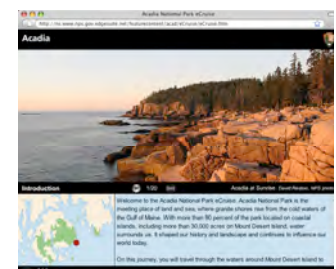 Acadia National Park eCruise
Acadia
Introduction
1/20
Acadia at Sunset
Welcome to the Acadia National Park eCruise. Acadia National Park is the
meeting place of land and sea, where granite shores rise from the cold waters of
the Gulf of Maine. With more than 90 percent of the park located on coastal
islands, including more than 30,000 acres on Mount Desert Island, water
surrounds us. It shaped our history and landscape and continues to influence our
world today.
On this journey, you will travel through the waters around Mount Desert Island to